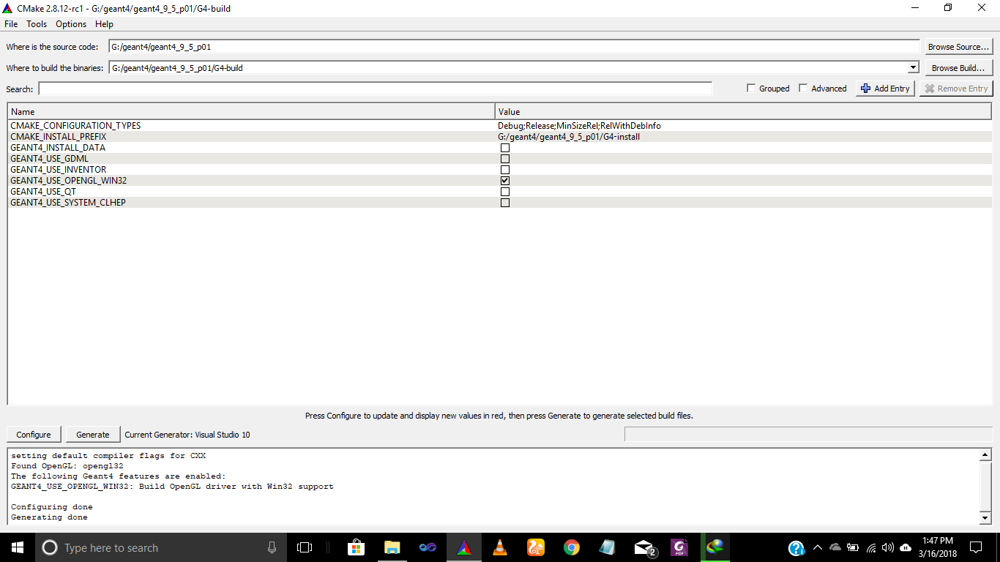 CMake 2.8.12-rc1 - G:/geant4/geant4_9_5_p01/G4-build
File Tools Options Help
Where is the source code: G:/geant4/geant4_9_5_p01 Browse Source...
Where to build the binaries: G:/geant4/geant4_9_5_p01/G4-build Browse Build...
Search: Grouped Advanced Add Entry Remove Entry
Name Value
CMAKE_CONFIGURATION_TYPES Debug;Release;MinSizeRel;RelWithDebInfo
CMAKE_INSTALL_PREFIX G:/geant4/geant4_9_5_p01/G4-install
GEANT4_INSTALL_DATA
GEANT4_USE_GDML
GEANT4_USE_INVENTOR
GEANT4_USE_OPENGL_WIN32
GEANT4_USE_QT
GEANT4_USE_SYSTEM_CLHEP
Press Configure to update and display new values in red, then press Generate to generate selected build files.
Configure Generate Current Generator: Visual Studio 10
setting default compiler flags for CXX
Found OpenGL: opengl32
The following Geant4 features are enabled:
GEANT4_USE_OPENGL_WIN32: Build OpenGL driver with Win32 support
Configuring done
Generating done
Type here to search
2
PDF
1:47 PM
3/16/2018